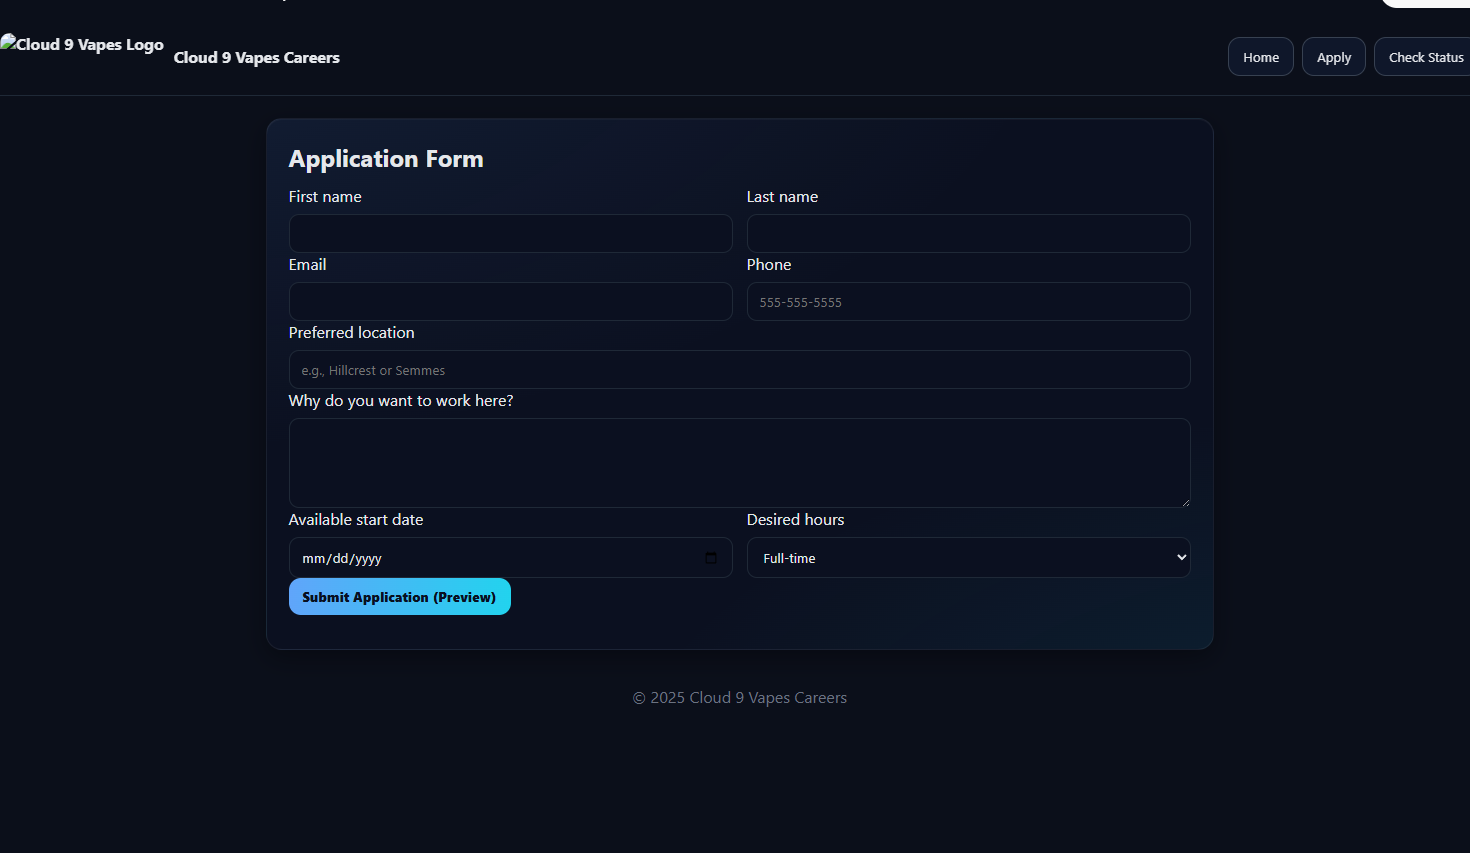 Cloud 9 Vapes Logo
Cloud 9 Vapes Careers
Home
Apply
Check Status
Application Form
First name
Last name
Email
Phone
555-555-5555
Preferred location
e.g., Hillcrest or Semmes
Why do you want to work here?
Available start date
Desired hours
mm/dd/yyyy
Full-time
Submit Application (Preview)
© 2025 Cloud 9 Vapes Careers